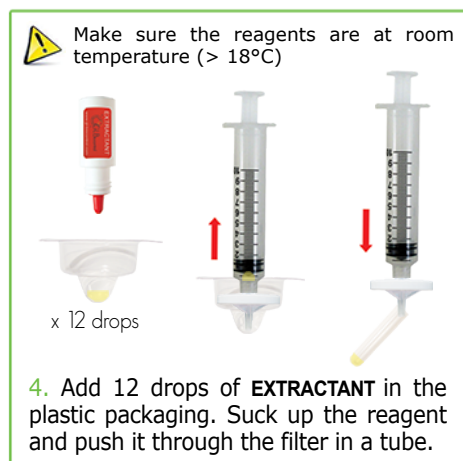 Make sure the reagents are at room
temperature (> 18°C)
EXTRACTANT
x 12 drops
4. Add 12 drops of EXTRACTANT in the
plastic packaging. Suck up the reagent
and push it through the filter in a tube.